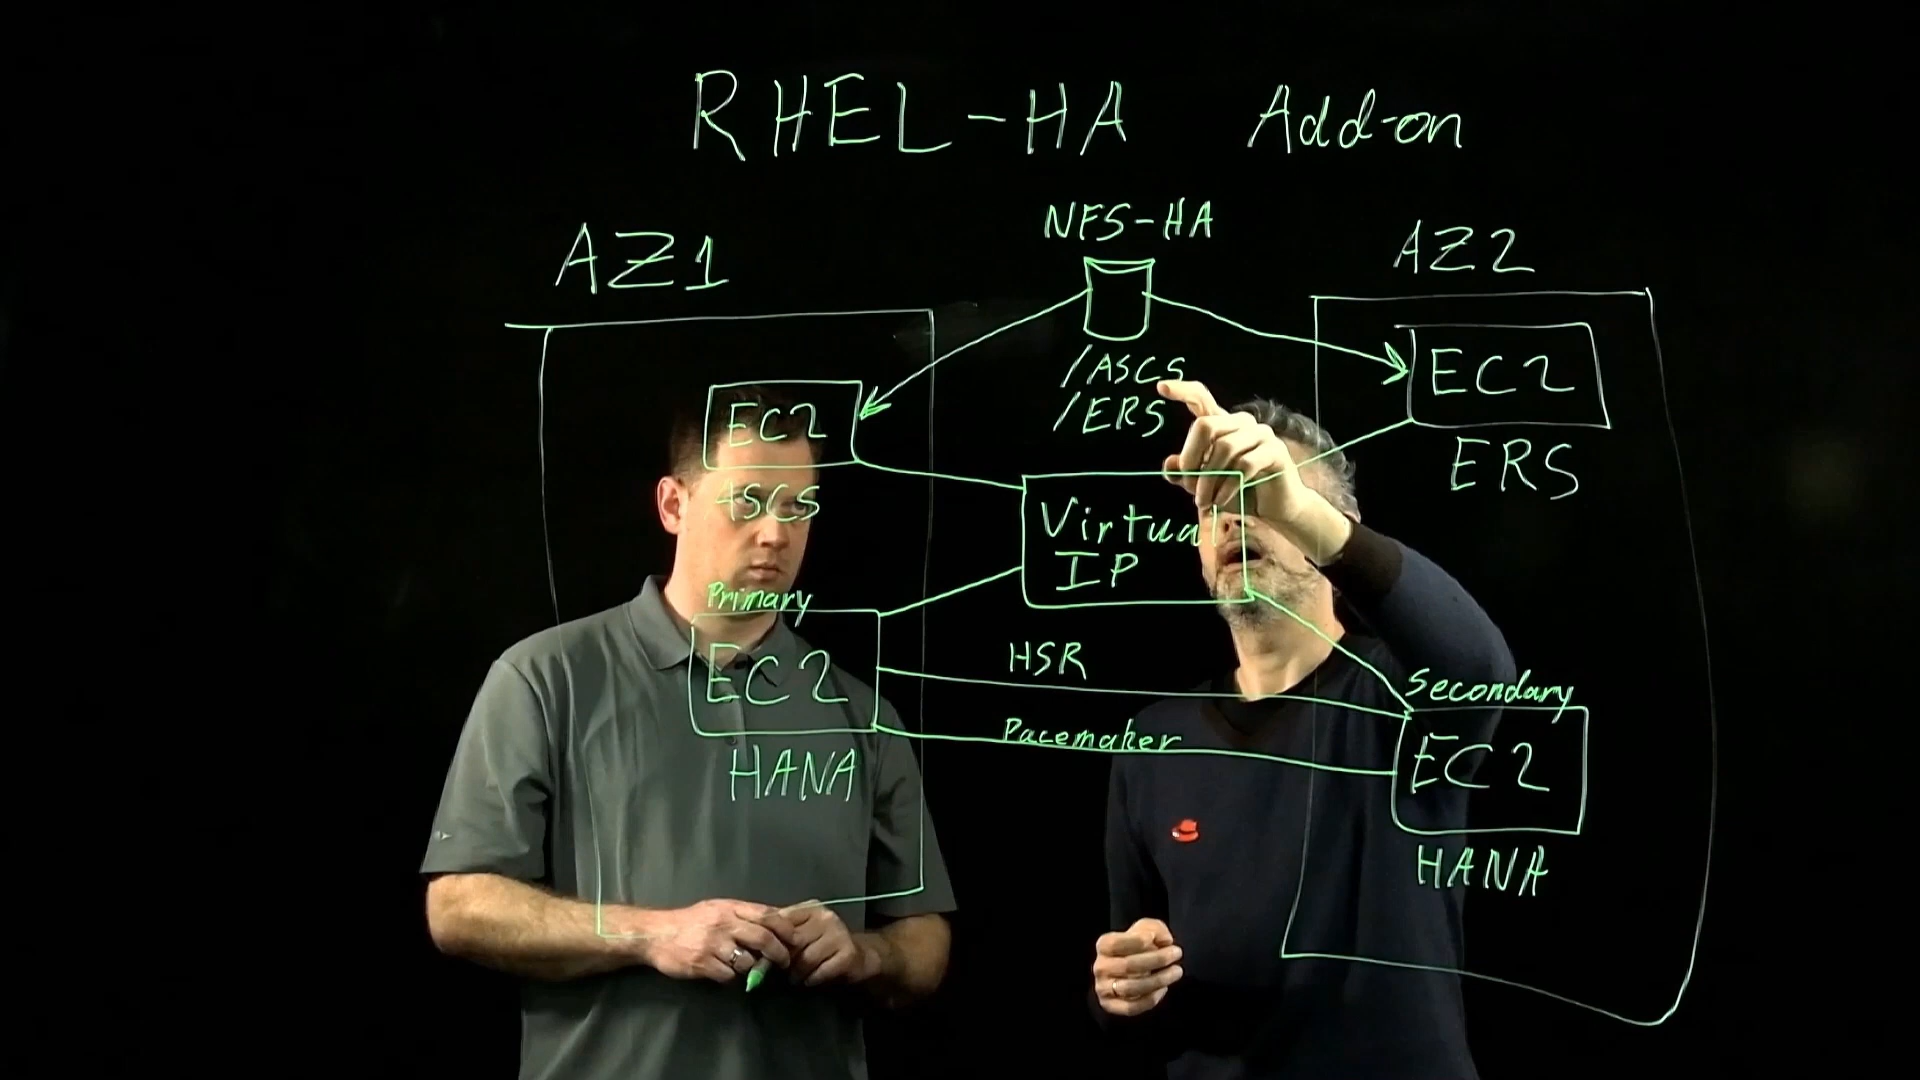 RHEL-HA Add-on
NFS-HA
AZ1
AZ2
/ASCS
/ERS
EC2
ASCS
EC2
ERS
Virtual
IP
Primary
EC2
HANA
HSR
Pacemaker
Secondary
EC2
HANA